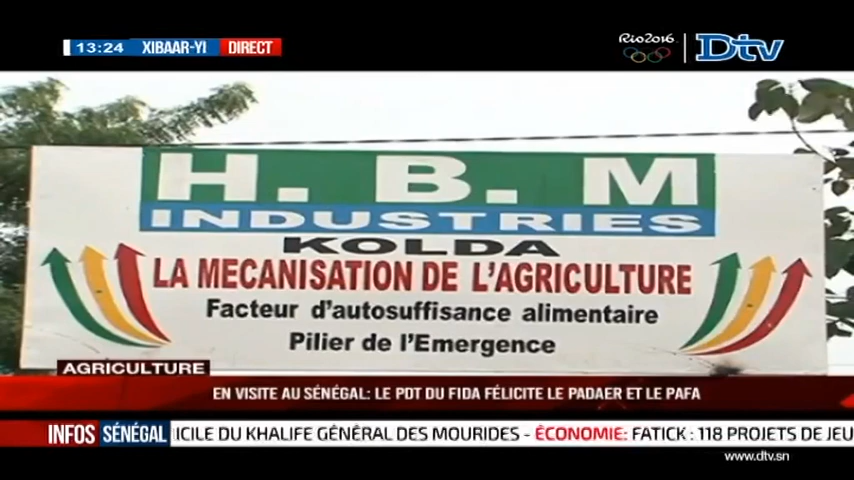 13:24 XIBAAR-YI DIRECT
Rio2016
Dtv
H. B. M
INDUSTRIES
KOLDA
LA MECANISATION DE L'AGRICULTURE
Facteur d'autosuffisance alimentaire
Pilier de l'Emergence
AGRICULTURE
EN VISITE AU SÉNÉGAL: LE PDT DU FIDA FÉLICITE LE PADAER ET LE PAFA
INFOS SÉNÉGAL ICILE DU KHALIFE GÉNÉRAL DES MOURIDES - ÉCONOMIE: FATICK : 118 PROJETS DE JEU
www.dtv.sn